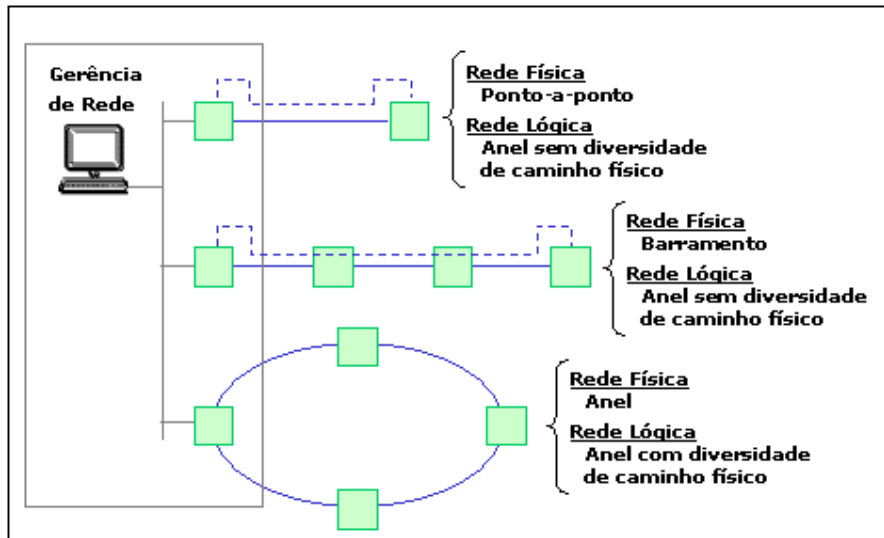 Gerência
de Rede
Rede Física
Ponto-a-ponto
Rede Lógica
Anel sem diversidade
de caminho físico
Rede Física
Barramento
Rede Lógica
Anel sem diversidade
de caminho físico
Rede Física
Anel
Rede Lógica
Anel com diversidade
de caminho físico